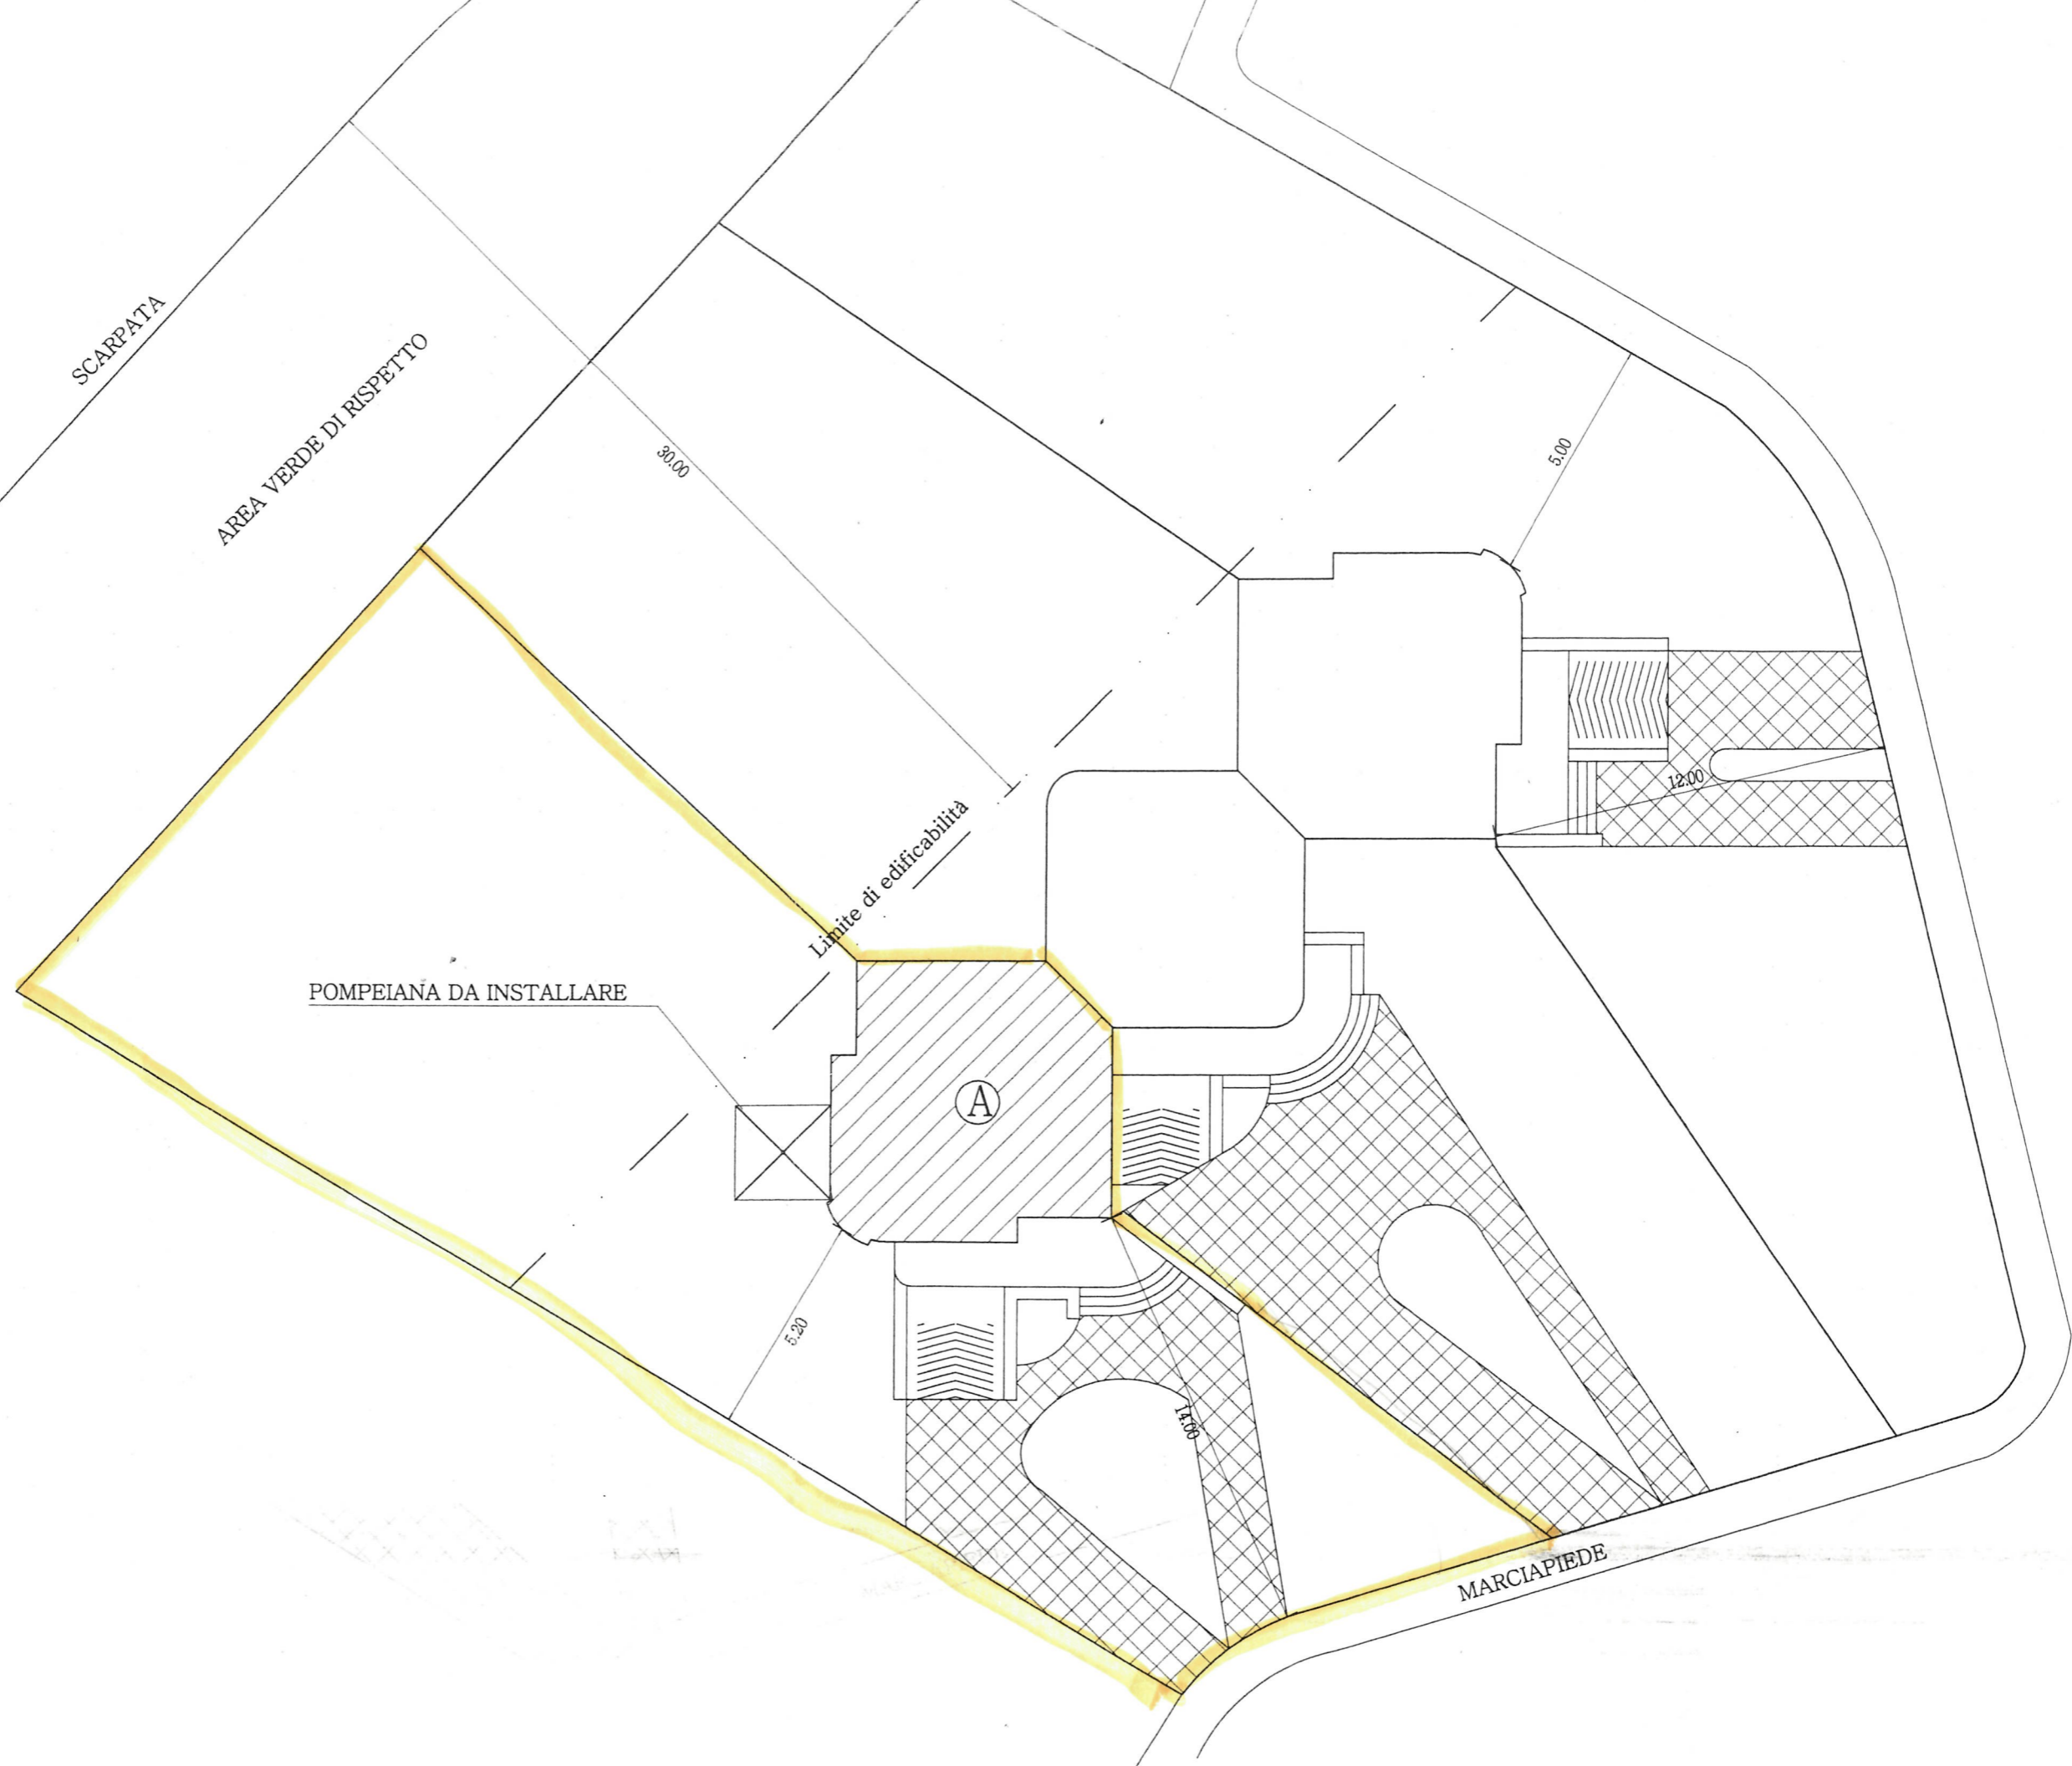 SCARPATA
AREA VERDE DI RISPETTO
30.00
5.00
12.00
Limite di edificabilità
POMPEIANA DA INSTALLARE
A
5.20
14.00
MARCIAPIEDE